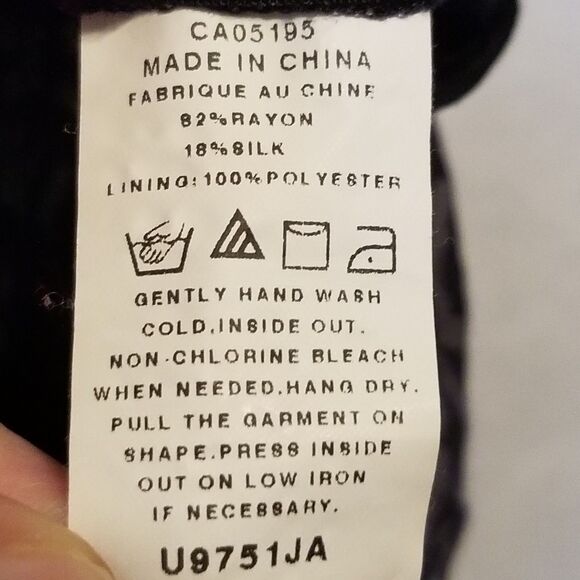 CA05195
MADE IN CHINA
FABRIQUE AU CHINE
82%RAYON
18%SILK
LINING:100%POLYESTER
GENTLY HAND WASH
COLD.INSIDE OUT.
NON-CHLORINE BLEACH
WHEN NEEDED.HANG DRY.
PULL THE GARMENT ON
SHAPE.PRESS INSIDE
OUT ON LOW IRON
IF NECESSARY.
U9751JA